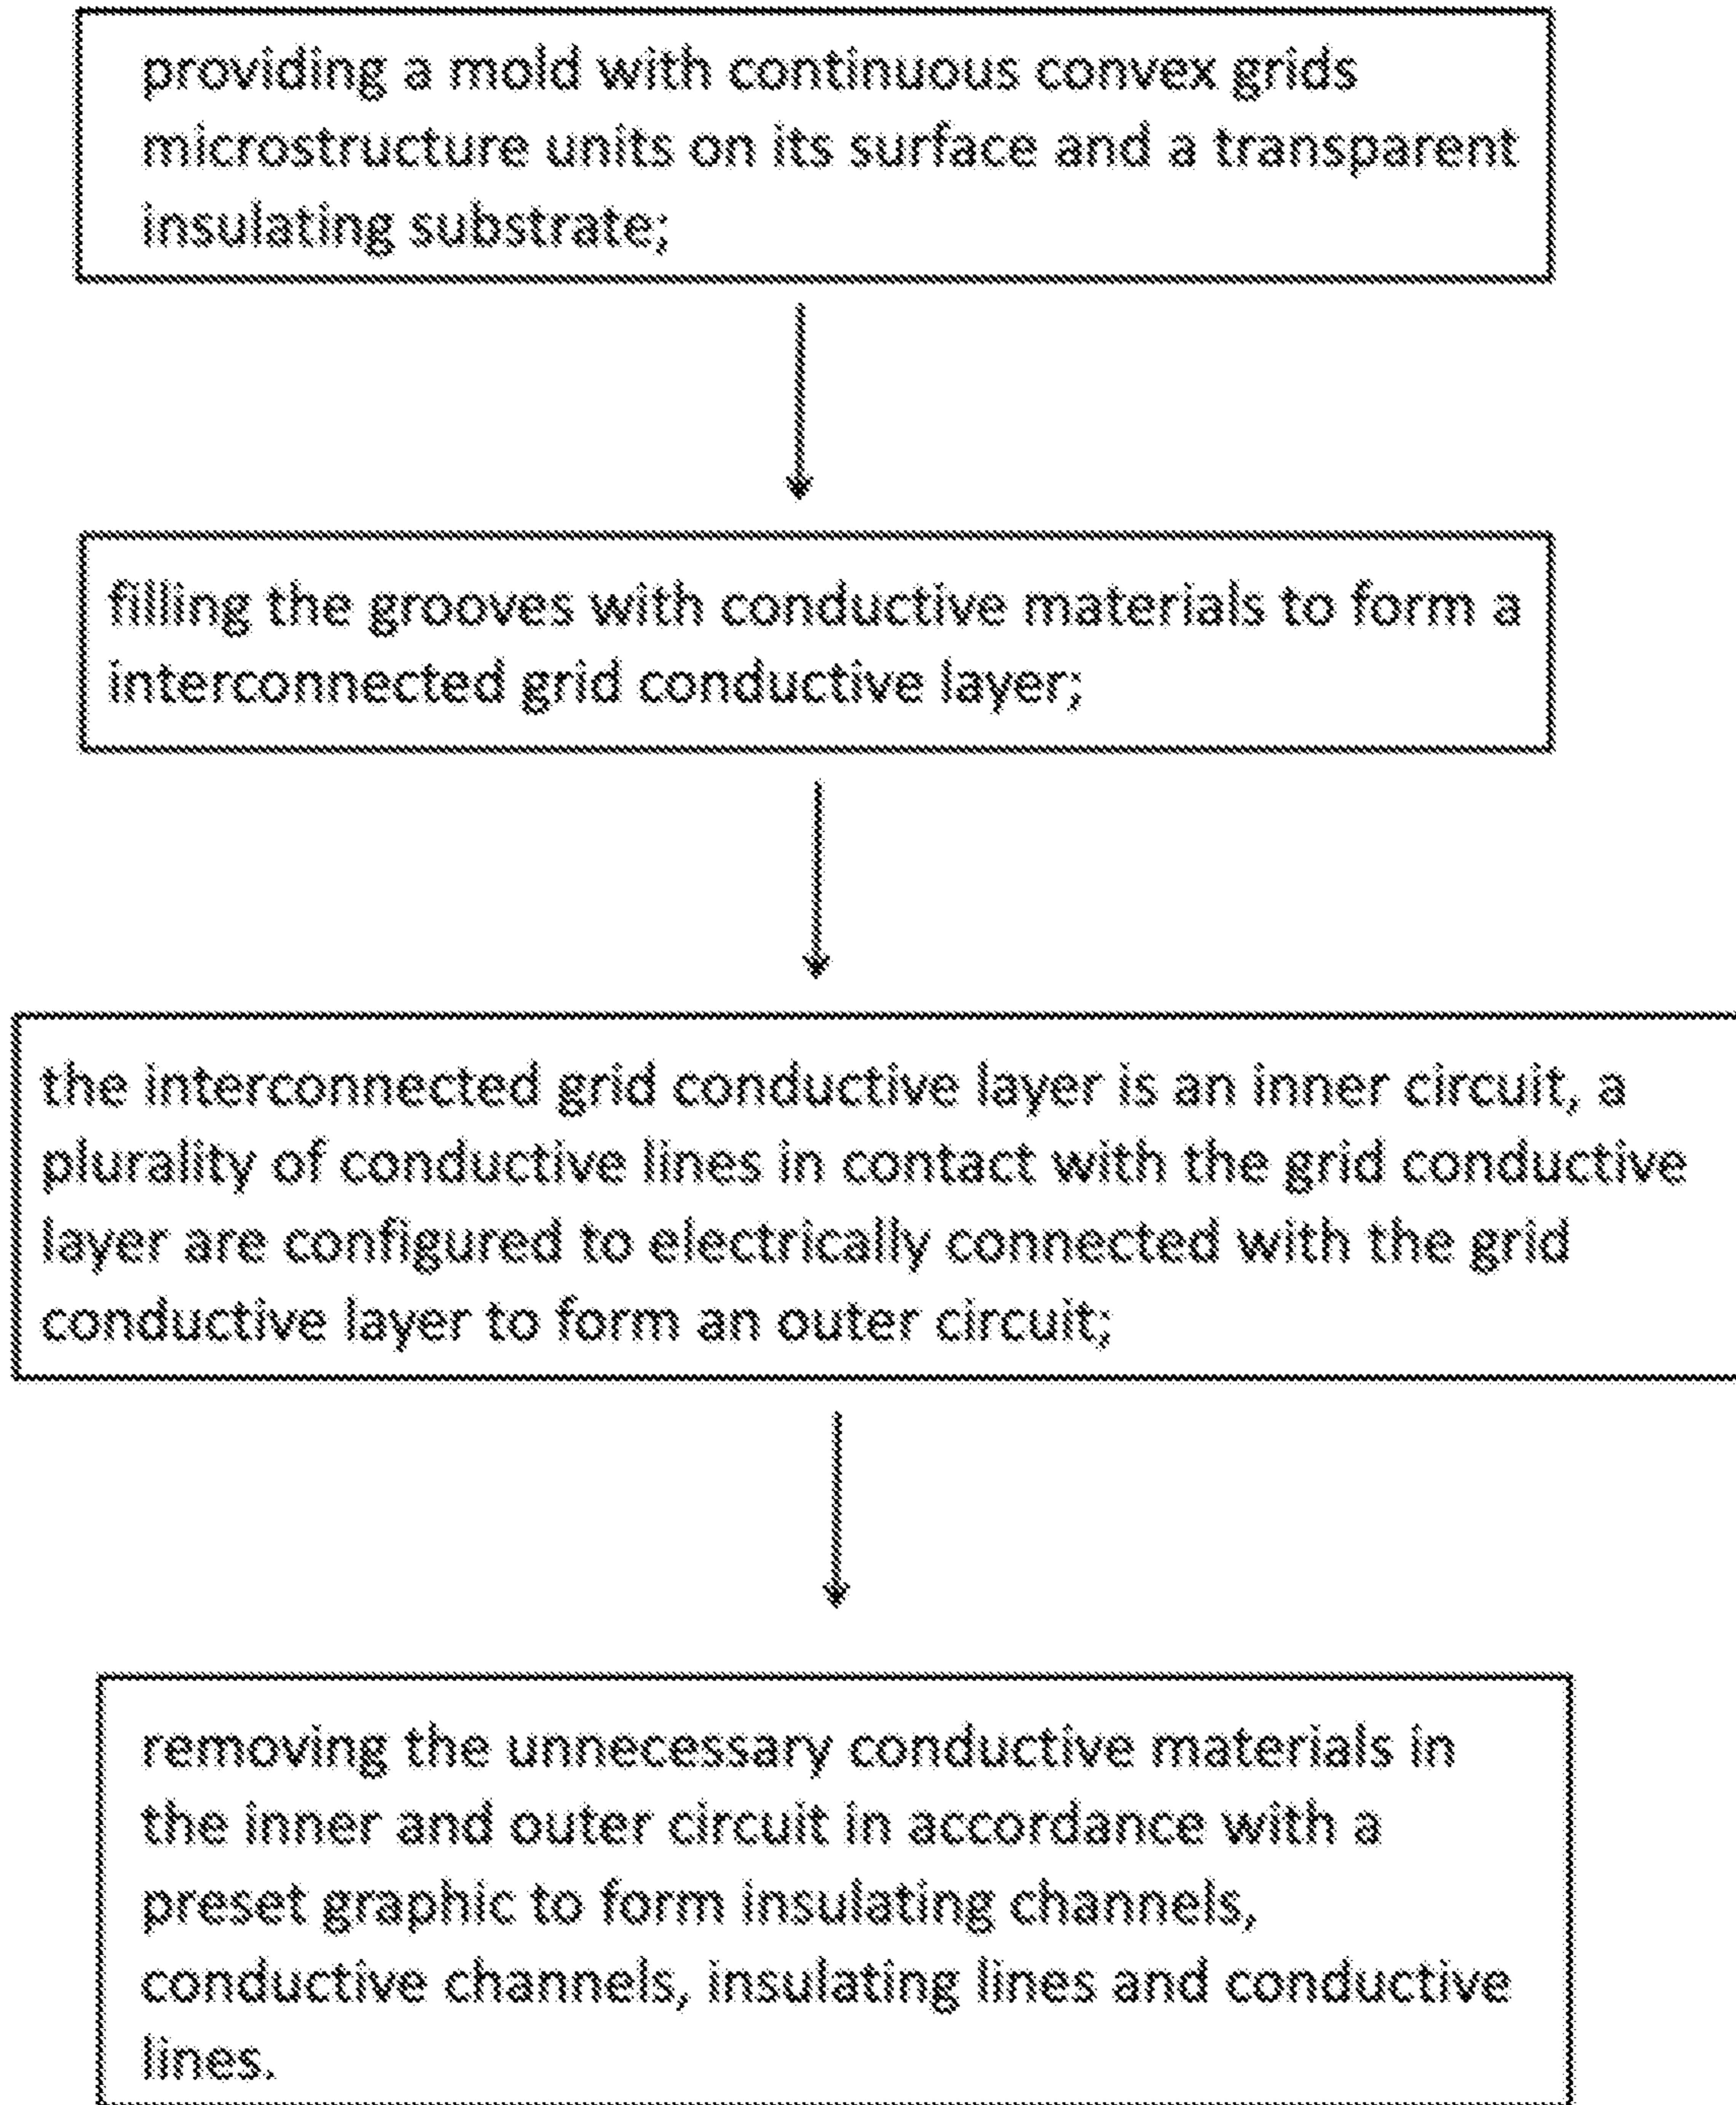 providing a mold with continuous convex grids
microstructure units on its surface and a transparent
insulating substrate;
filling the grooves with conductive materials to form a
interconnected grid conductive layer;
the interconnected grid conductive layer is an inner circuit, a
plurality of conductive lines in contact with the grid conductive
layer are configured to electrically connected with the grid
conductive layer to form an outer circuit;
removing the unnecessary conductive materials in
the inner and outer circuit in accordance with a
preset graphic to form insulating channels,
conductive channels, insulating lines and conductive
lines.